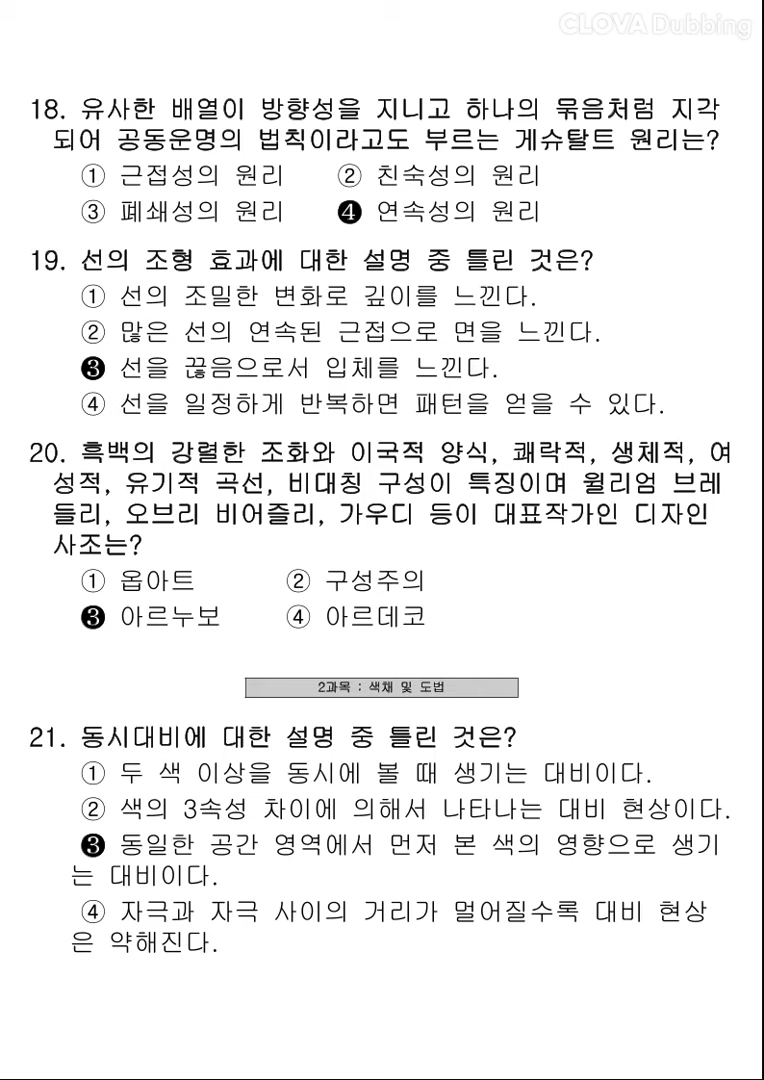 CLOVA Dubbing
18. 유사한 배열이 방향성을 지니고 하나의 묶음처럼 지각
되어 공동운명의 법칙이라고도 부르는 게슈탈트 원리는?
① 근접성의 원리 ② 친숙성의 원리
③ 폐쇄성의 원리 ❹ 연속성의 원리
19. 선의 조형 효과에 대한 설명 중 틀린 것은?
① 선의 조밀한 변화로 깊이를 느낀다.
② 많은 선의 연속된 근접으로 면을 느낀다.
❸ 선을 끊음으로서 입체를 느낀다.
④ 선을 일정하게 반복하면 패턴을 얻을 수 있다.
20. 흑백의 강렬한 조화와 이국적 양식, 쾌락적, 생체적, 여
성적, 유기적 곡선, 비대칭 구성이 특징이며 윌리엄 브레
들리, 오브리 비어즐리, 가우디 등이 대표작가인 디자인
사조는?
① 옵아트 ② 구성주의
❸ 아르누보 ④ 아르데코
2과목 : 색채 및 도법
21. 동시대비에 대한 설명 중 틀린 것은?
① 두 색 이상을 동시에 볼 때 생기는 대비이다.
② 색의 3속성 차이에 의해서 나타나는 대비 현상이다.
❸ 동일한 공간 영역에서 먼저 본 색의 영향으로 생기
는 대비이다.
④ 자극과 자극 사이의 거리가 멀어질수록 대비 현상
은 약해진다.